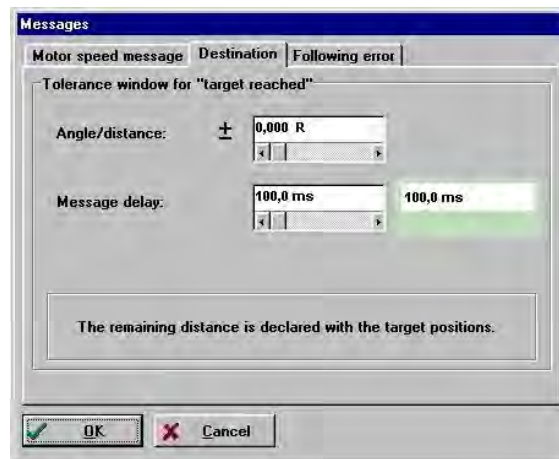 Messages
Motor speed message Destination Following error
Tolerance window for "target reached"
Angle/distance: ± 0,000 R
Message delay: 100,0 ms 100,0 ms
The remaining distance is declared with the target positions.
OK Cancel